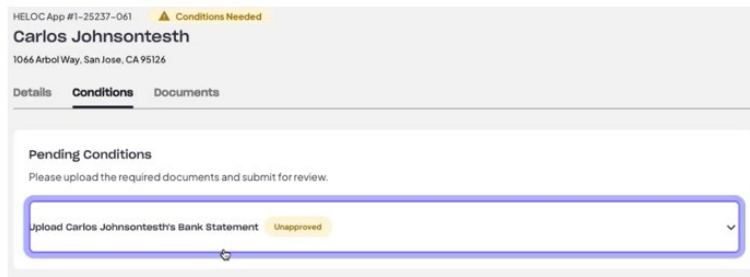 HELOC App #1-25237-061 Conditions Needed
Carlos Johnsontesth
1066 Arbol Way, San Jose, CA 95126
Details Conditions Documents
Pending Conditions
Please upload the required documents and submit for review.
Upload Carlos Johnsontesth's Bank Statement Unapproved